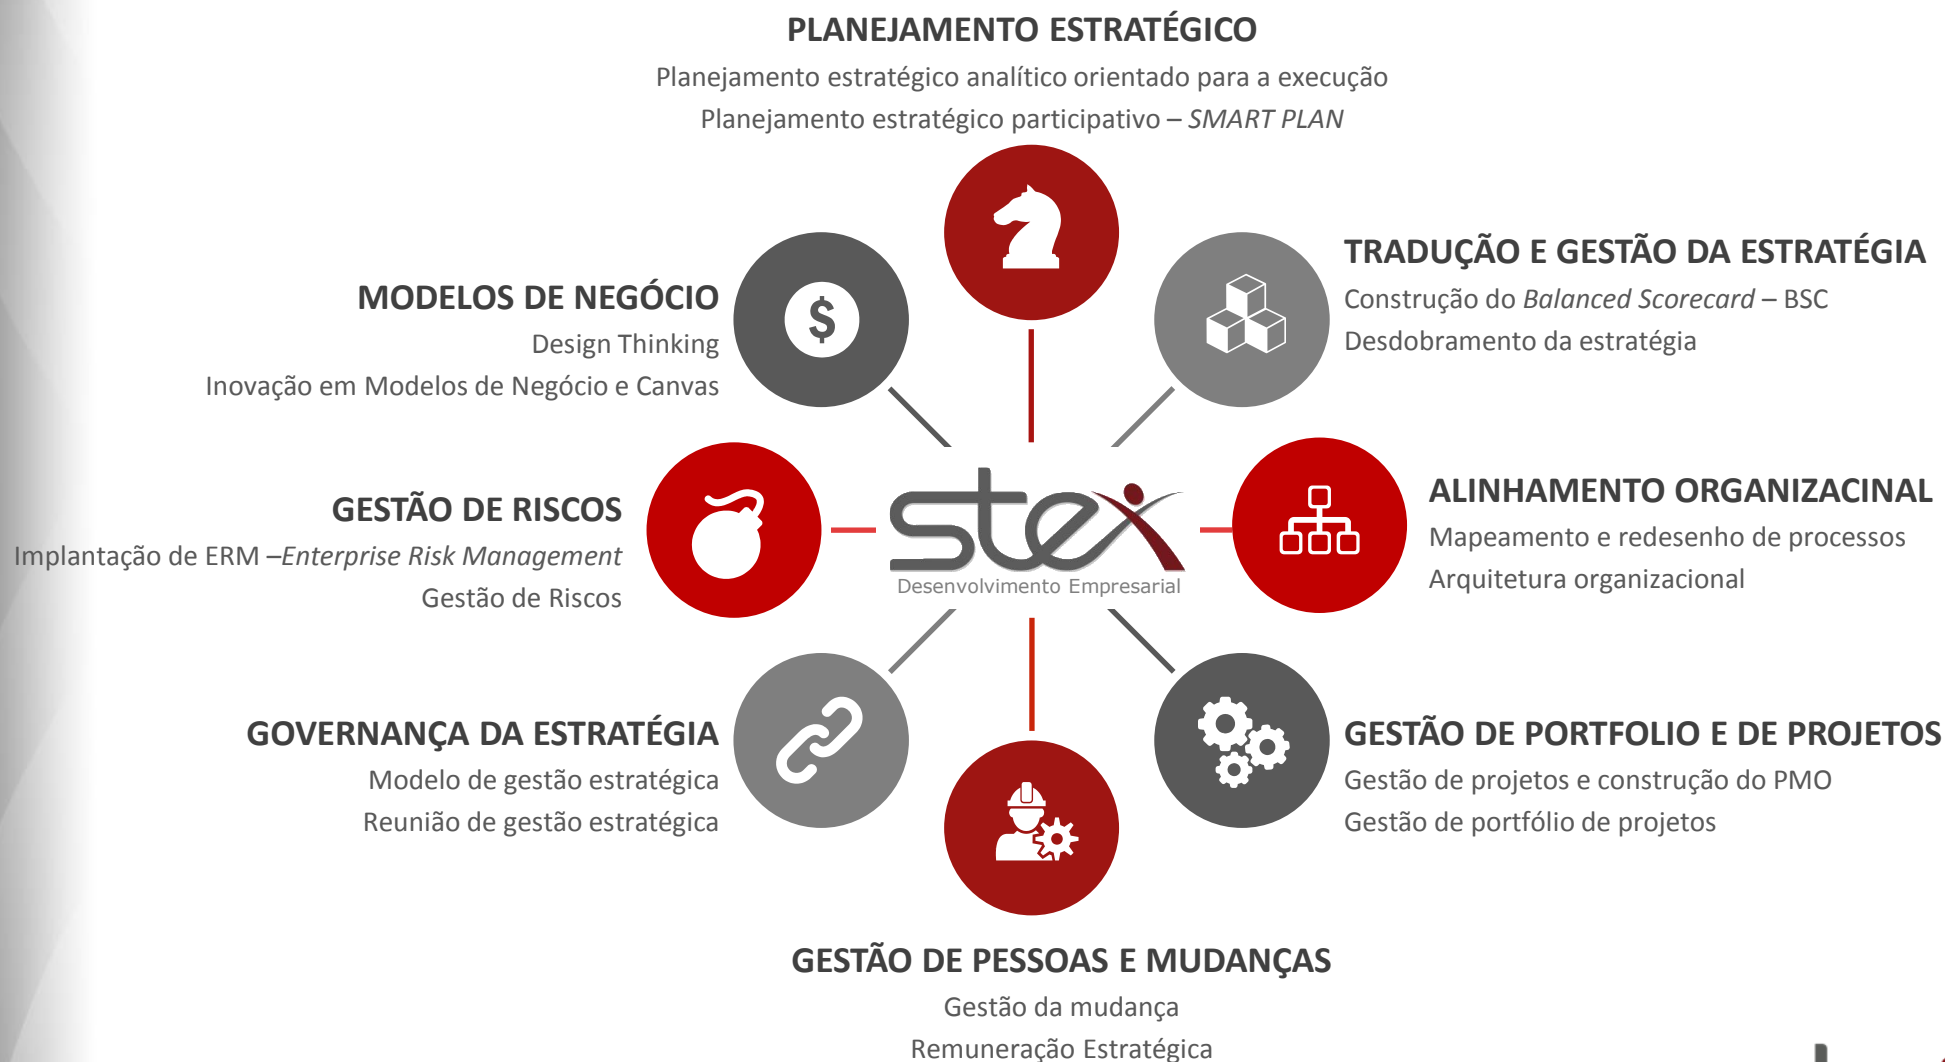 PLANEJAMENTO ESTRATÉGICO
Planejamento estratégico analítico orientado para a execução
Planejamento estratégico participativo – SMART PLAN
TRADUÇÃO E GESTÃO DA ESTRATÉGIA
Construção do Balanced Scorecard – BSC
Desdobramento da estratégia
MODELOS DE NEGÓCIO
Design Thinking
Inovação em Modelos de Negócio e Canvas
$
GESTÃO DE RISCOS
Implantação de ERM –Enterprise Risk Management
Gestão de Riscos
stex
Desenvolvimento Empresarial
ALINHAMENTO ORGANIZACINAL
Mapeamento e redesenho de processos
Arquitetura organizacional
GOVERNANÇA DA ESTRATÉGIA
Modelo de gestão estratégica
Reunião de gestão estratégica
GESTÃO DE PORTFOLIO E DE PROJETOS
Gestão de projetos e construção do PMO
Gestão de portfólio de projetos
GESTÃO DE PESSOAS E MUDANÇAS
Gestão da mudança
Remuneração Estratégica